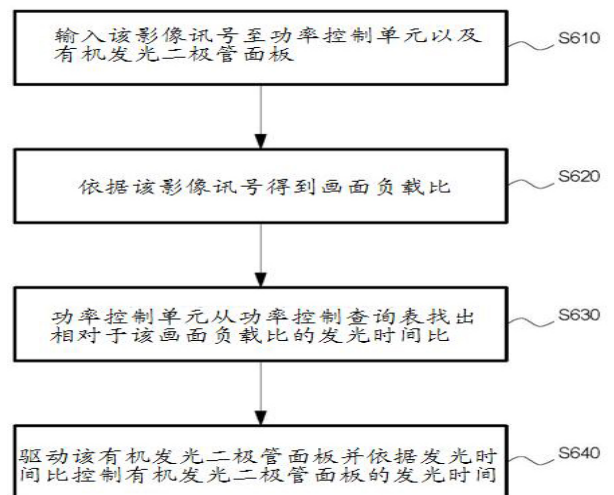 输入该影像讯号至功率控制单元以及
有机发光二极管面板
S610
依据该影像讯号得到画面负载比
S620
功率控制单元从功率控制查询表找出
相对于该画面负载比的发光时间比
S630
驱动该有机发光二极管面板并依据发光时
间比控制有机发光二极管面板的发光时间
S640